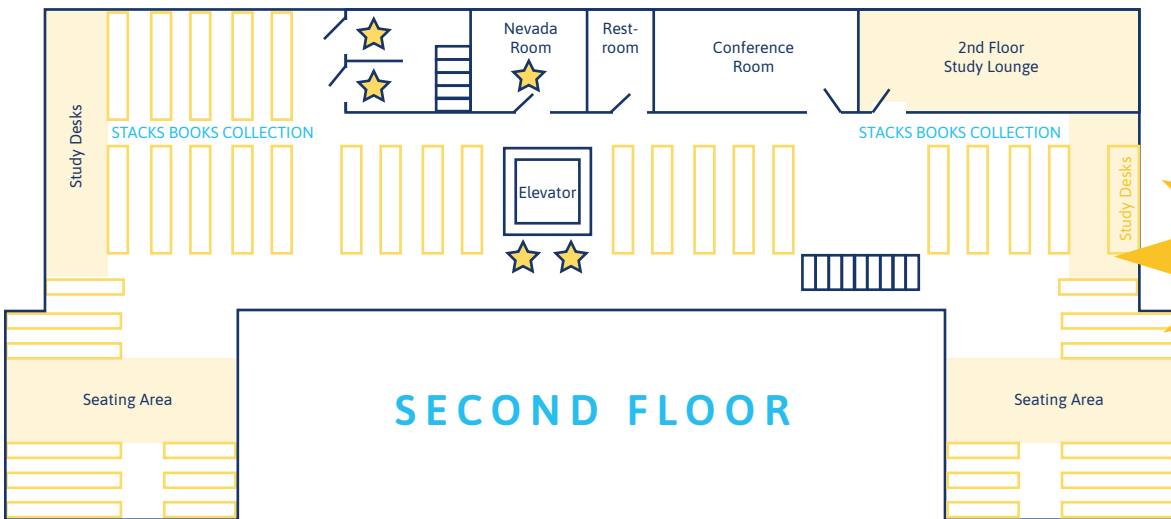 Nevada
Room
Rest-
room
Conference
Room
2nd Floor
Study Lounge
STACKS BOOKS COLLECTION
STACKS BOOKS COLLECTION
Study Desks
Elevator
Study Desks
Seating Area
SECOND FLOOR
Seating Area